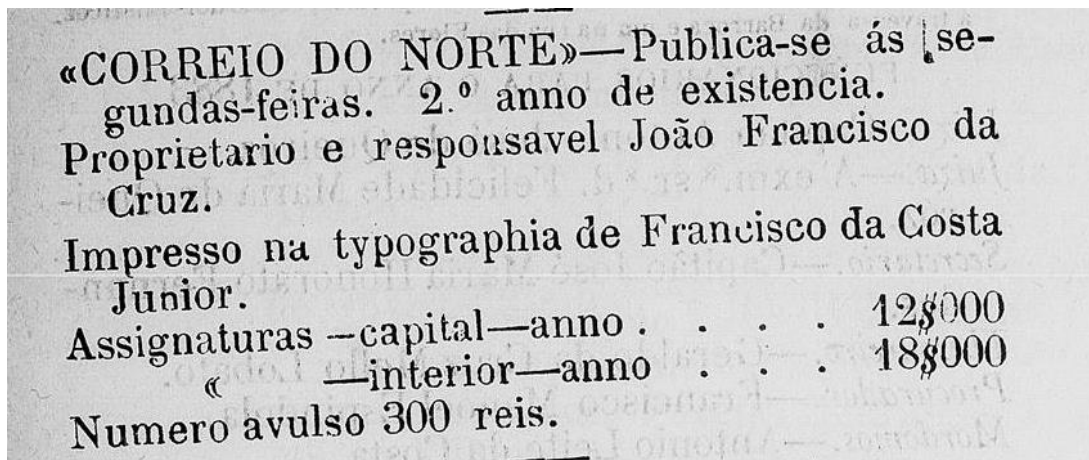 «CORREIO DO NORTE»—Publica-se ás se-
gundas-feiras. 2.º anno de existencia.
Proprietario e responsavel João Francisco da
Cruz.
Impresso na typographia de Francisco da Costa
Junior.
Assignaturas—capital—anno . . . . 12$000
« —interior—anno . . . 18$000
Numero avulso 300 reis.